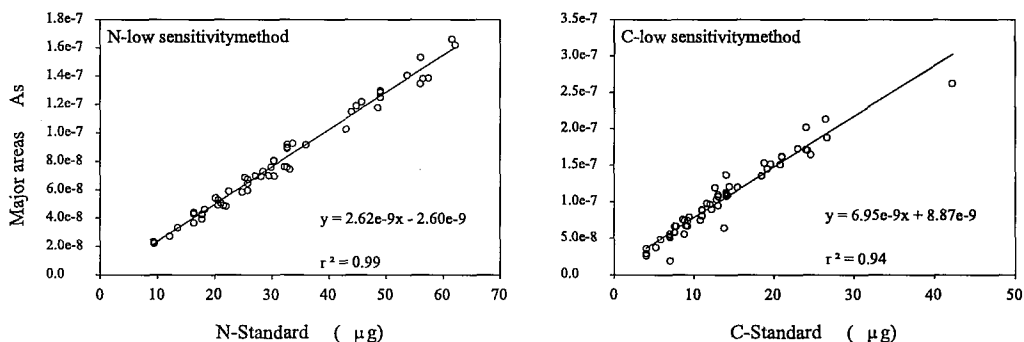 N-low sensitivitymethod
Major areas As
1.8e-7
1.6e-7
1.4e-7
1.2e-7
1.0e-7
8.0e-8
6.0e-8
4.0e-8
2.0e-8
0.0
y = 2.62e-9x - 2.60e-9
r ² = 0.99
0 10 20 30 40 50 60 70
N-Standard ( μg)
C-low sensitivitymethod
3.5e-7
3.0e-7
2.5e-7
2.0e-7
1.5e-7
1.0e-7
5.0e-8
0.0
y = 6.95e-9x + 8.87e-9
r ² = 0.94
0 10 20 30 40 50
C-Standard ( μg)